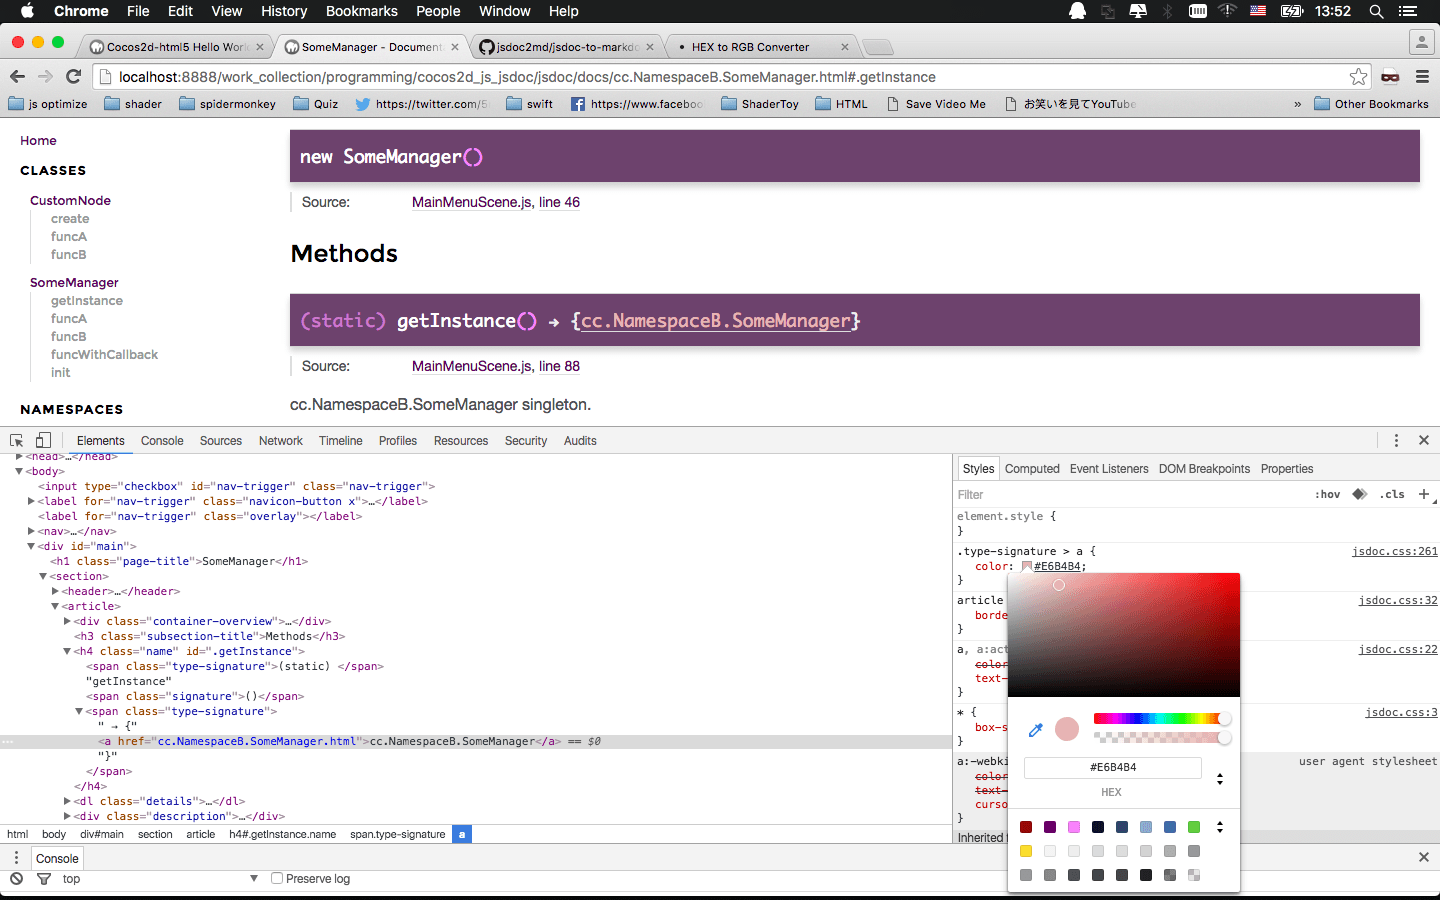 Chrome File Edit View History Bookmarks People Window Help 13:52
Cocos2d-html5 Hello Worl
SomeManager - Documenta
jsdoc2md/jsdoc-to-markdo
HEX to RGB Converter
localhost:8888/work_collection/programming/cocos2d_js_jsdoc/jsdoc/docs/cc.NamespaceB.SomeManager.html#.getInstance
js optimize shader spidermonkey Quiz https://twitter.com/5 swift https://www.faceboo ShaderToy HTML Save Video Me お笑いを見てYouTube » Other Bookmarks
Home
CLASSES
CustomNode
create
funcA
funcB
SomeManager
getInstance
funcA
funcB
funcWithCallback
init
NAMESPACES
new SomeManager()
Source: MainMenuScene.js, line 46
Methods
(static) getInstance() → {cc.NamespaceB.SomeManager}
Source: MainMenuScene.js, line 88
cc.NamespaceB.SomeManager singleton.
Elements Console Sources Network Timeline Profiles Resources Security Audits
▶<head>…</head>
▼<body>
<input type="checkbox" id="nav-trigger" class="nav-trigger">
▶<label for="nav-trigger" class="navicon-button x">…</label>
<label for="nav-trigger" class="overlay"></label>
▶<nav>…</nav>
▼<div id="main">
<h1 class="page-title">SomeManager</h1>
▼<section>
▶<header>…</header>
▼<article>
▶<div class="container-overview">…</div>
<h3 class="subsection-title">Methods</h3>
▼<h4 class="name" id=".getInstance">
<span class="type-signature">(static) </span>
"getInstance"
<span class="signature">()</span>
▼<span class="type-signature">
" → {"
<a href="cc.NamespaceB.SomeManager.html">cc.NamespaceB.SomeManager</a> == $0
"}"
</span>
</h4>
▶<dl class="details">…</dl>
▶<div class="description">…</div>
html body div#main section article h4#.getInstance.name span.type-signature a
Console
top Preserve log
Styles Computed Event Listeners DOM Breakpoints Properties
Filter :hov .cls +
element.style {
}
.type-signature > a { jsdoc.css:261
color: #E6B4B4;
}
article jsdoc.css:32
borde
}
a, a:act jsdoc.css:22
color
text-
}
* { jsdoc.css:3
box-s
}
a:-webki user agent stylesheet
color
text-
curso
}
Inherited
#E6B4B4
HEX